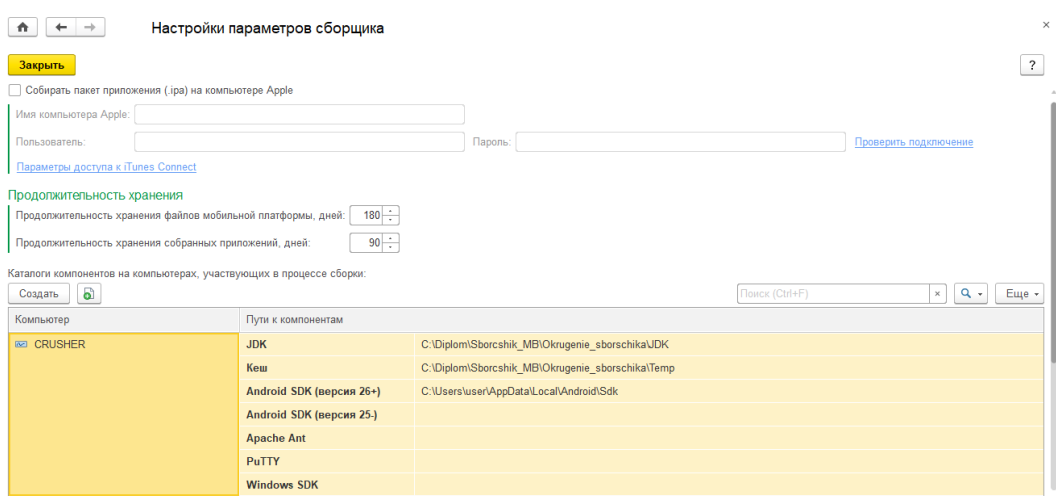 Настройки параметров сборщика
Закрыть ?
Собирать пакет приложения (.ipa) на компьютере Apple
Имя компьютера Apple:
Пользователь: Пароль: Проверить подключение
Параметры доступа к iTunes Connect
Продолжительность хранения
Продолжительность хранения файлов мобильной платформы, дней: 180
Продолжительность хранения собранных приложений, дней: 90
Каталоги компонентов на компьютерах, участвующих в процессе сборки:
Создать Поиск (Ctrl+F) × Еще
Компьютер Пути к компонентам
CRUSHER JDK C:\Diplom\Sborcshik_MB\Okrugenie_sborschika\JDK
Кеш C:\Diplom\Sborcshik_MB\Okrugenie_sborschika\Temp
Android SDK (версия 26+) C:\Users\user\AppData\Local\Android\Sdk
Android SDK (версия 25-)
Apache Ant
PuTTY
Windows SDK